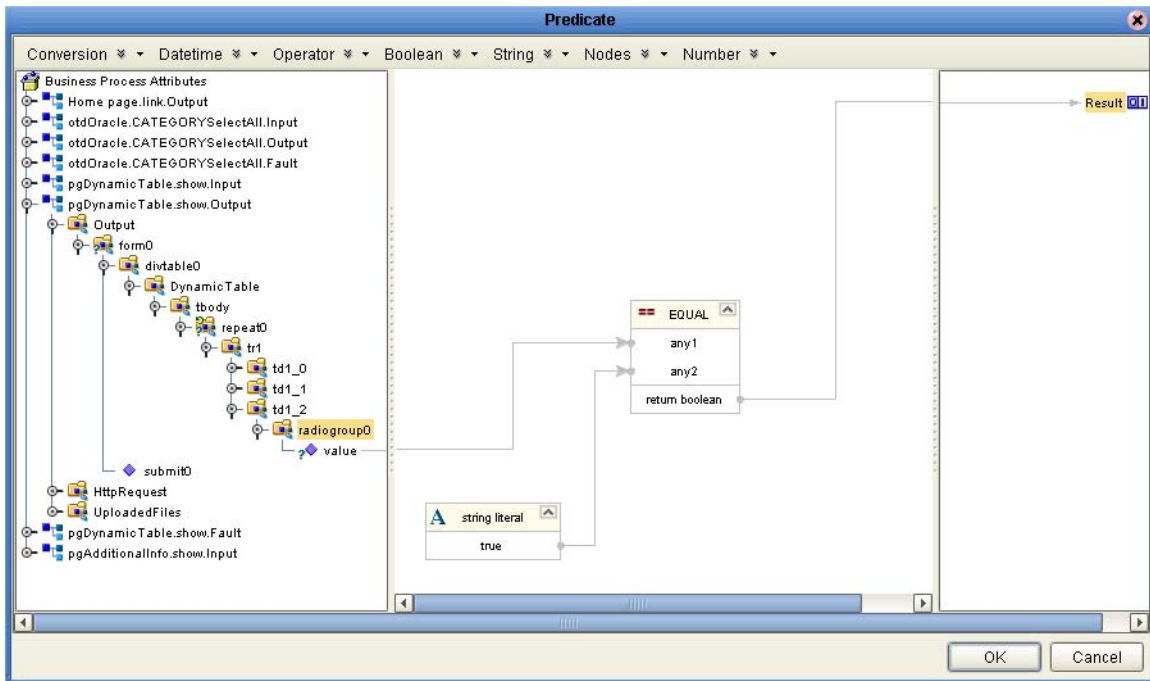 Predicate
Conversion Datetime Operator Boolean String Nodes Number
Business Process Attributes
Home page.link.Output
otdOracle.CATEGORYSelectAll.Input
otdOracle.CATEGORYSelectAll.Output
otdOracle.CATEGORYSelectAll.Fault
pgDynamicTable.show.Input
pgDynamicTable.show.Output
Output
form0
divtable0
DynamicTable
tbody
repeat0
tr1
td1_0
td1_1
td1_2
radiogroup0
value
submit0
HttpRequest
UploadedFiles
pgDynamicTable.show.Fault
pgAdditionalInfo.show.Input
EQUAL
any1
any2
return boolean
A string literal
true
Result
OK Cancel